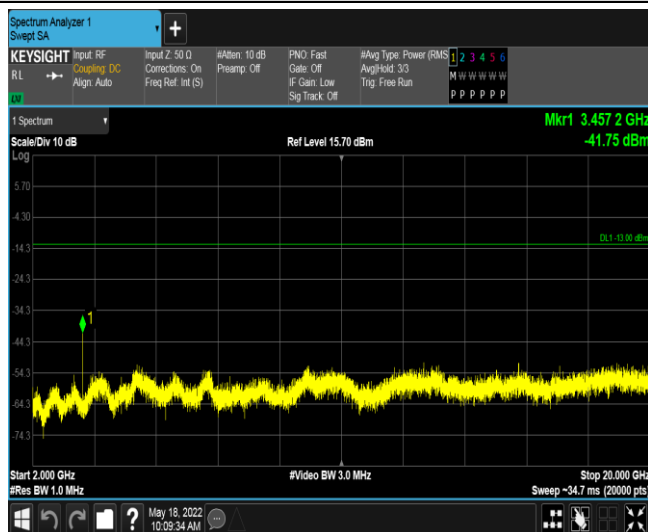 Spectrum Analyzer 1
Swept SA
KEYSIGHT Input: RF Input Z: 50 Ω #Atten: 10 dB PNO: Fast #Avg Type: Power (RMS 1 2 3 4 5 6
RL Coupling: DC Corrections: On Preamp: Off Gate: Off Avg|Hold: 3/3 M W W W W W
Align: Auto Freq Ref: Int (S) IF Gain: Low Trig: Free Run
Sig Track: Off P P P P P P
1 Spectrum Mkr1 3.457 2 GHz
Scale/Div 10 dB Ref Level 15.70 dBm -41.75 dBm
Log
5.70
-4.30
DL1 -13.00 dBm
-14.3
-24.3
-34.3
1
-44.3
-54.3
-64.3
-74.3
Start 2.000 GHz #Video BW 3.0 MHz Stop 20.000 GHz
#Res BW 1.0 MHz Sweep ~34.7 ms (20000 pts)
? May 18, 2022
10:09:34 AM